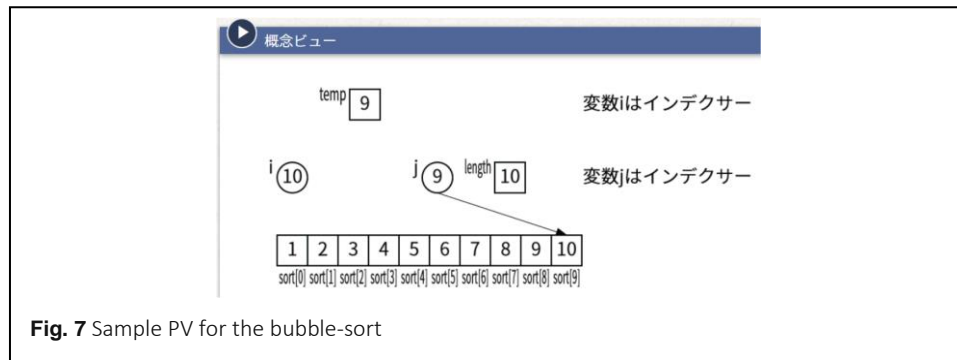 概念ビュー
temp 9 変数iはインデクサー
i 10 j 9 length 10 変数jはインデクサー
1 2 3 4 5 6 7 8 9 10
sort[0] sort[1] sort[2] sort[3] sort[4] sort[5] sort[6] sort[7] sort[8] sort[9]
Fig. 7 Sample PV for the bubble-sort